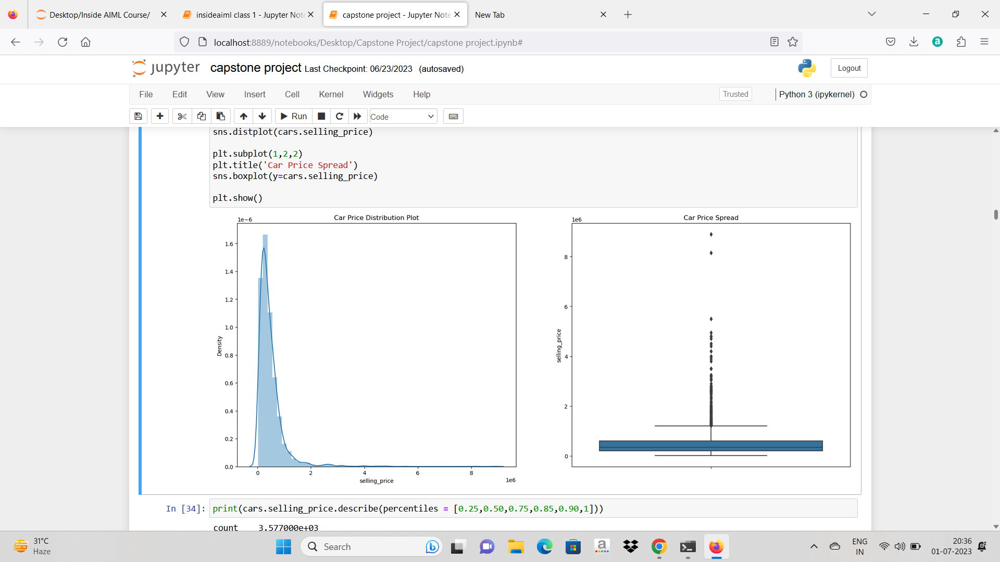 Desktop/Inside AIML Course/
insideaiml class 1 - Jupyter Note
capstone project - Jupyter Note
New Tab
localhost:8889/notebooks/Desktop/Capstone Project/capstone project.ipynb#
jupyter capstone project Last Checkpoint: 06/23/2023 (autosaved)
Logout
File Edit View Insert Cell Kernel Widgets Help
Trusted
Python 3 (ipykernel)
Run
Code
sns.distplot(cars.selling_price)
plt.subplot(1,2,2)
plt.title('Car Price Spread')
sns.boxplot(y=cars.selling_price)
plt.show()
Car Price Distribution Plot
1e−6
1.6
1.4
1.2
1.0
0.8
0.6
0.4
0.2
0.0
Density
0 2 4 6 8
selling_price
1e6
Car Price Spread
1e6
8
6
4
2
0
selling_price
In [34]: print(cars.selling_price.describe(percentiles = [0.25,0.50,0.75,0.85,0.90,1]))
count 3.577000e+03
31°C
Haze
Search
ENG
IN
20:36
01-07-2023